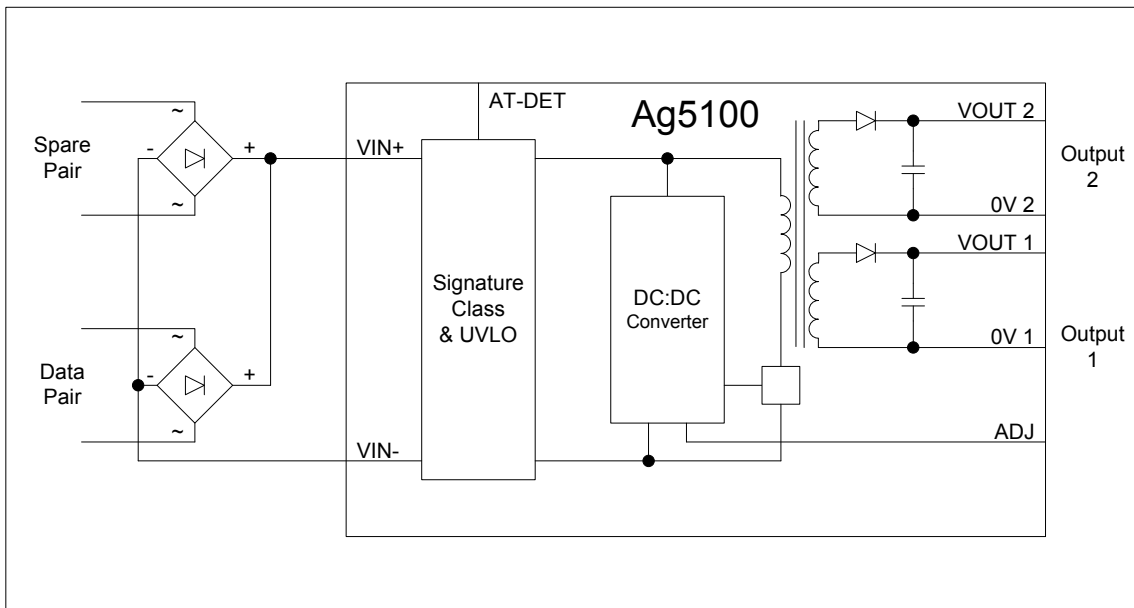 AT-DET
Ag5100
~
Spare
Pair
-
+
~
VIN+
VOUT 2
Output
2
0V 2
VOUT 1
Signature
Class
& UVLO
DC:DC
Converter
0V 1
Output
1
~
Data
Pair
-
+
~
ADJ
VIN-